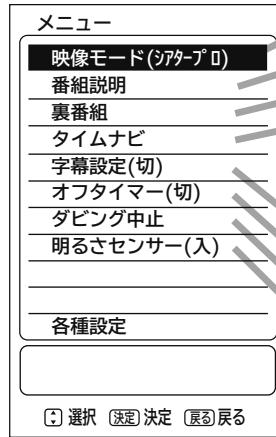 メニュー
映像モード(シアタープロ)
番組説明
裏番組
タイムナビ
字幕設定(切)
オフタイマー(切)
ダビング中止
明るさセンサー(入)
各種設定
選択 決定 決定 戻る 戻る